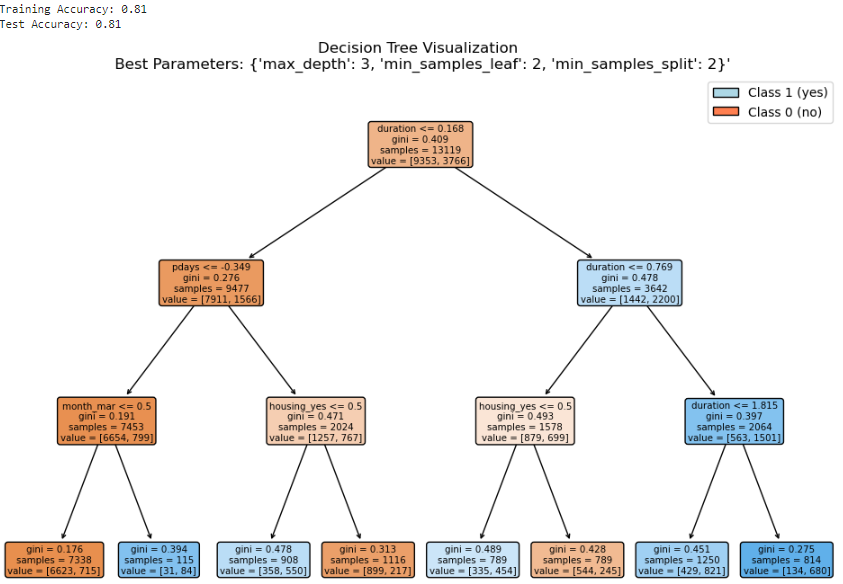 Training Accuracy: 0.81
Test Accuracy: 0.81
Decision Tree Visualization
Best Parameters: {'max_depth': 3, 'min_samples_leaf': 2, 'min_samples_split': 2}'
Class 1 (yes)
Class 0 (no)
duration <= 0.168
gini = 0.409
samples = 13119
value = [9353, 3766]
pdays <= -0.349
gini = 0.276
samples = 9477
value = [7911, 1566]
duration <= 0.769
gini = 0.478
samples = 3642
value = [1442, 2200]
month_mar <= 0.5
gini = 0.191
samples = 7453
value = [6654, 799]
housing_yes <= 0.5
gini = 0.471
samples = 2024
value = [1257, 767]
housing_yes <= 0.5
gini = 0.493
samples = 1578
value = [879, 699]
duration <= 1.815
gini = 0.397
samples = 2064
value = [563, 1501]
gini = 0.176
samples = 7338
value = [6623, 715]
gini = 0.394
samples = 115
value = [31, 84]
gini = 0.478
samples = 908
value = [358, 550]
gini = 0.313
samples = 1116
value = [899, 217]
gini = 0.489
samples = 789
value = [335, 454]
gini = 0.428
samples = 789
value = [544, 245]
gini = 0.451
samples = 1250
value = [429, 821]
gini = 0.275
samples = 814
value = [134, 680]